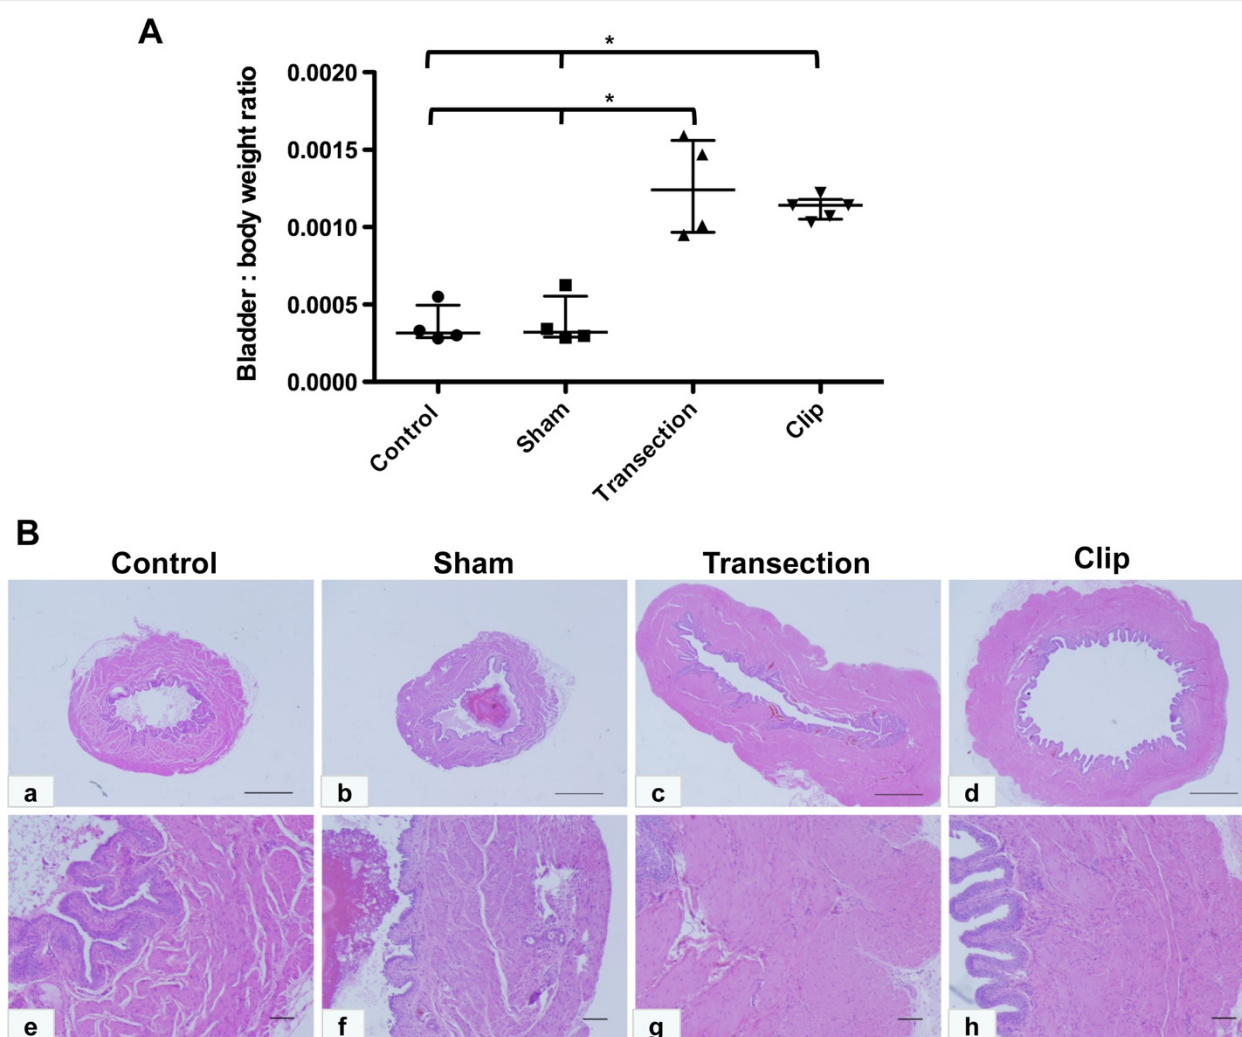 A
*
*
Bladder : body weight ratio
0.0020
0.0015
0.0010
0.0005
0.0000
Control
Sham
Transection
Clip
B
Control
Sham
Transection
Clip
a
b
c
d
e
f
g
h